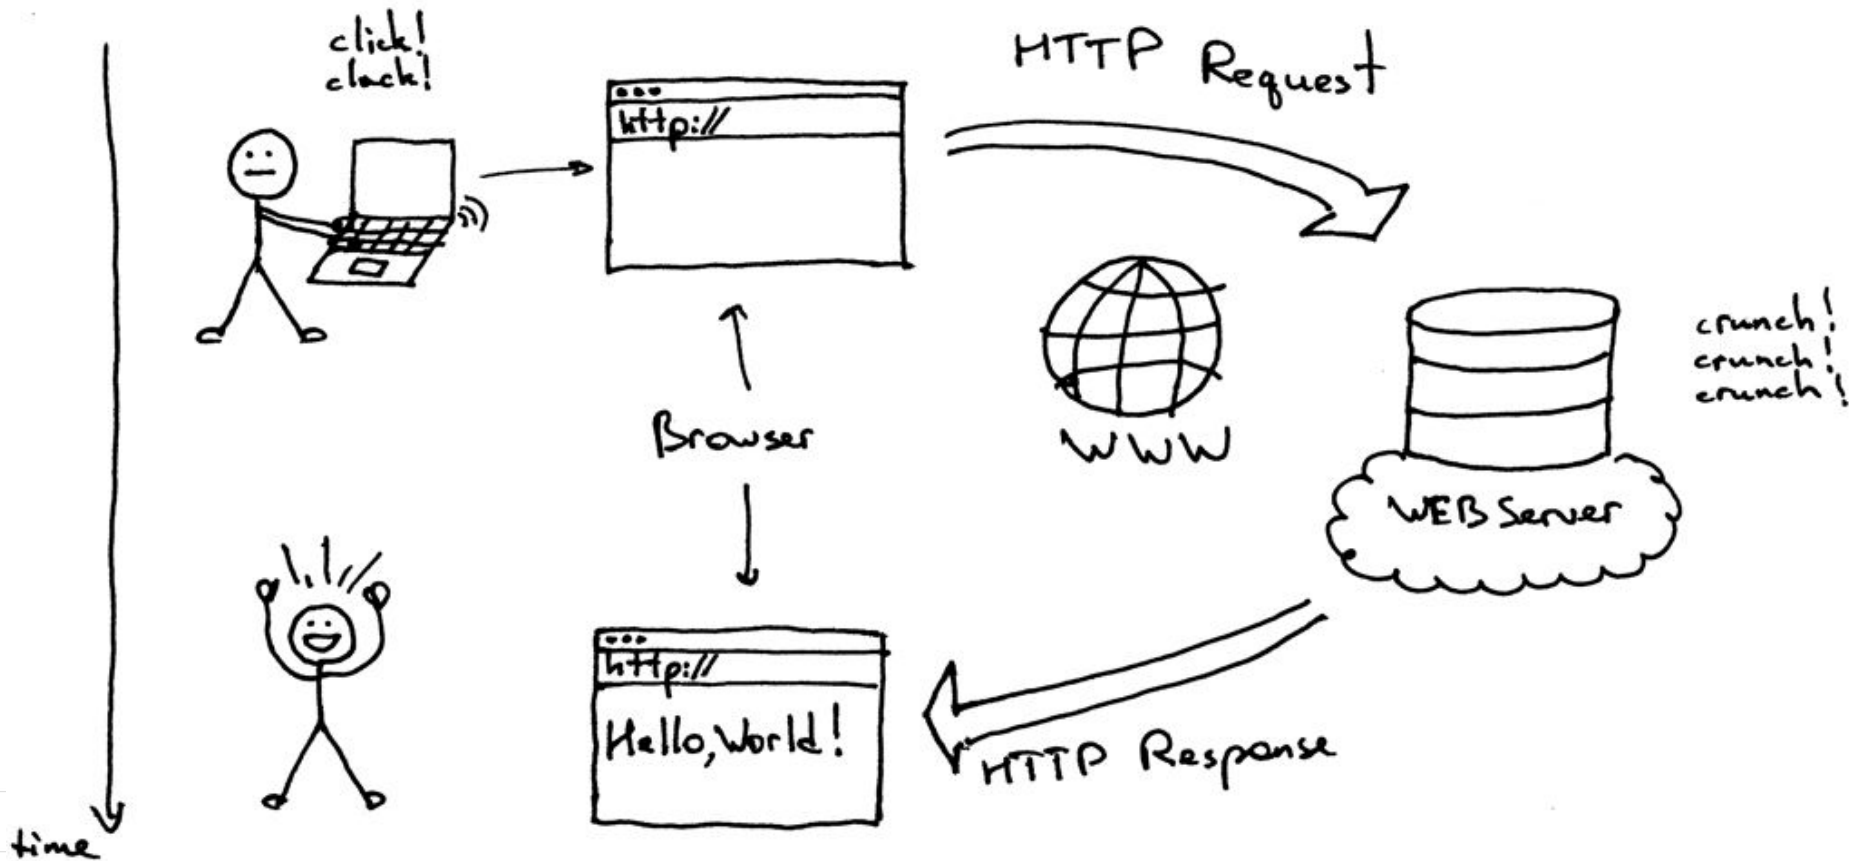 click!
clack!
HTTP Request
http://
crunch!
crunch!
crunch!
Browser
WWW
WEB Server
http://
Hello, World!
HTTP Response
time